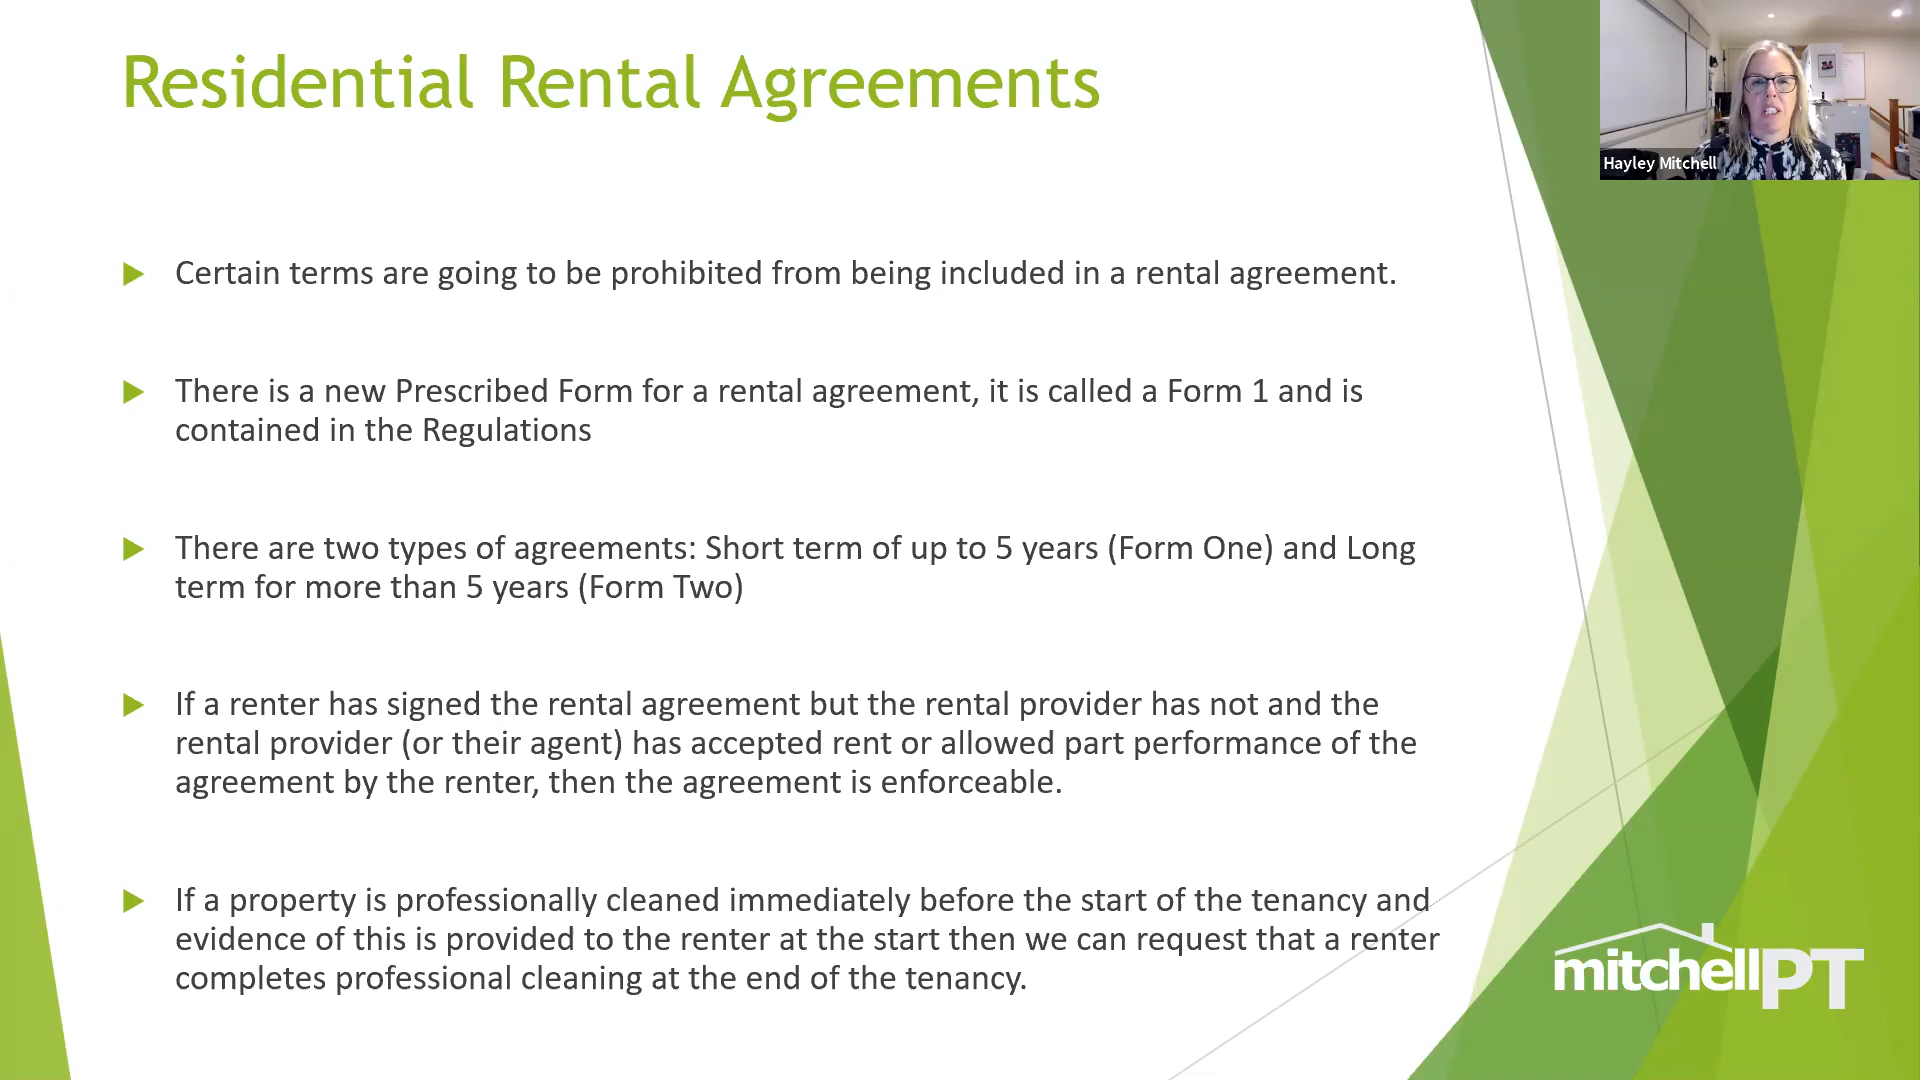 Residential Rental Agreements
Hayley Mitchell
Certain terms are going to be prohibited from being included in a rental agreement.
There is a new Prescribed Form for a rental agreement, it is called a Form 1 and is
contained in the Regulations
There are two types of agreements: Short term of up to 5 years (Form One) and Long
term for more than 5 years (Form Two)
If a renter has signed the rental agreement but the rental provider has not and the
rental provider (or their agent) has accepted rent or allowed part performance of the
agreement by the renter, then the agreement is enforceable.
If a property is professionally cleaned immediately before the start of the tenancy and
evidence of this is provided to the renter at the start then we can request that a renter
completes professional cleaning at the end of the tenancy.
mitchellPT